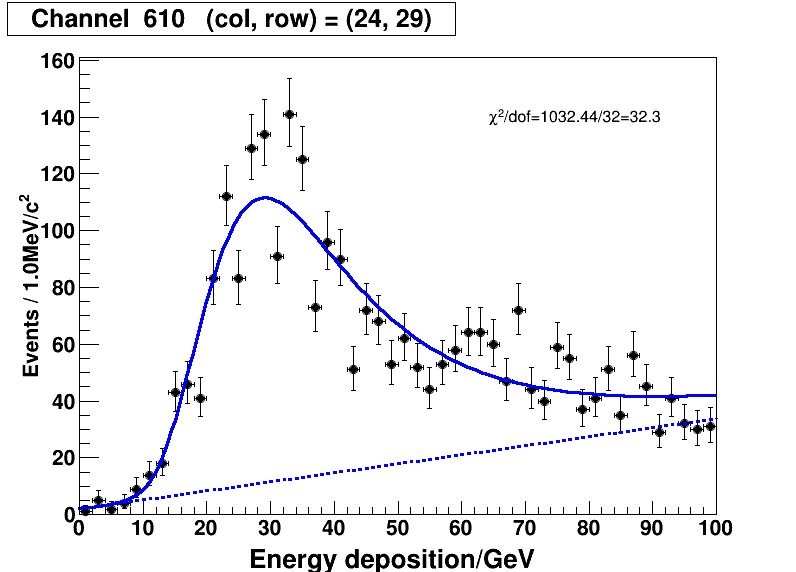 Channel 610 (col, row) = (24, 29)
χ²/dof=1032.44/32=32.3
Events / 1.0MeV/c²
160
140
120
100
80
60
40
20
0
0 10 20 30 40 50 60 70 80 90 100
Energy deposition/GeV